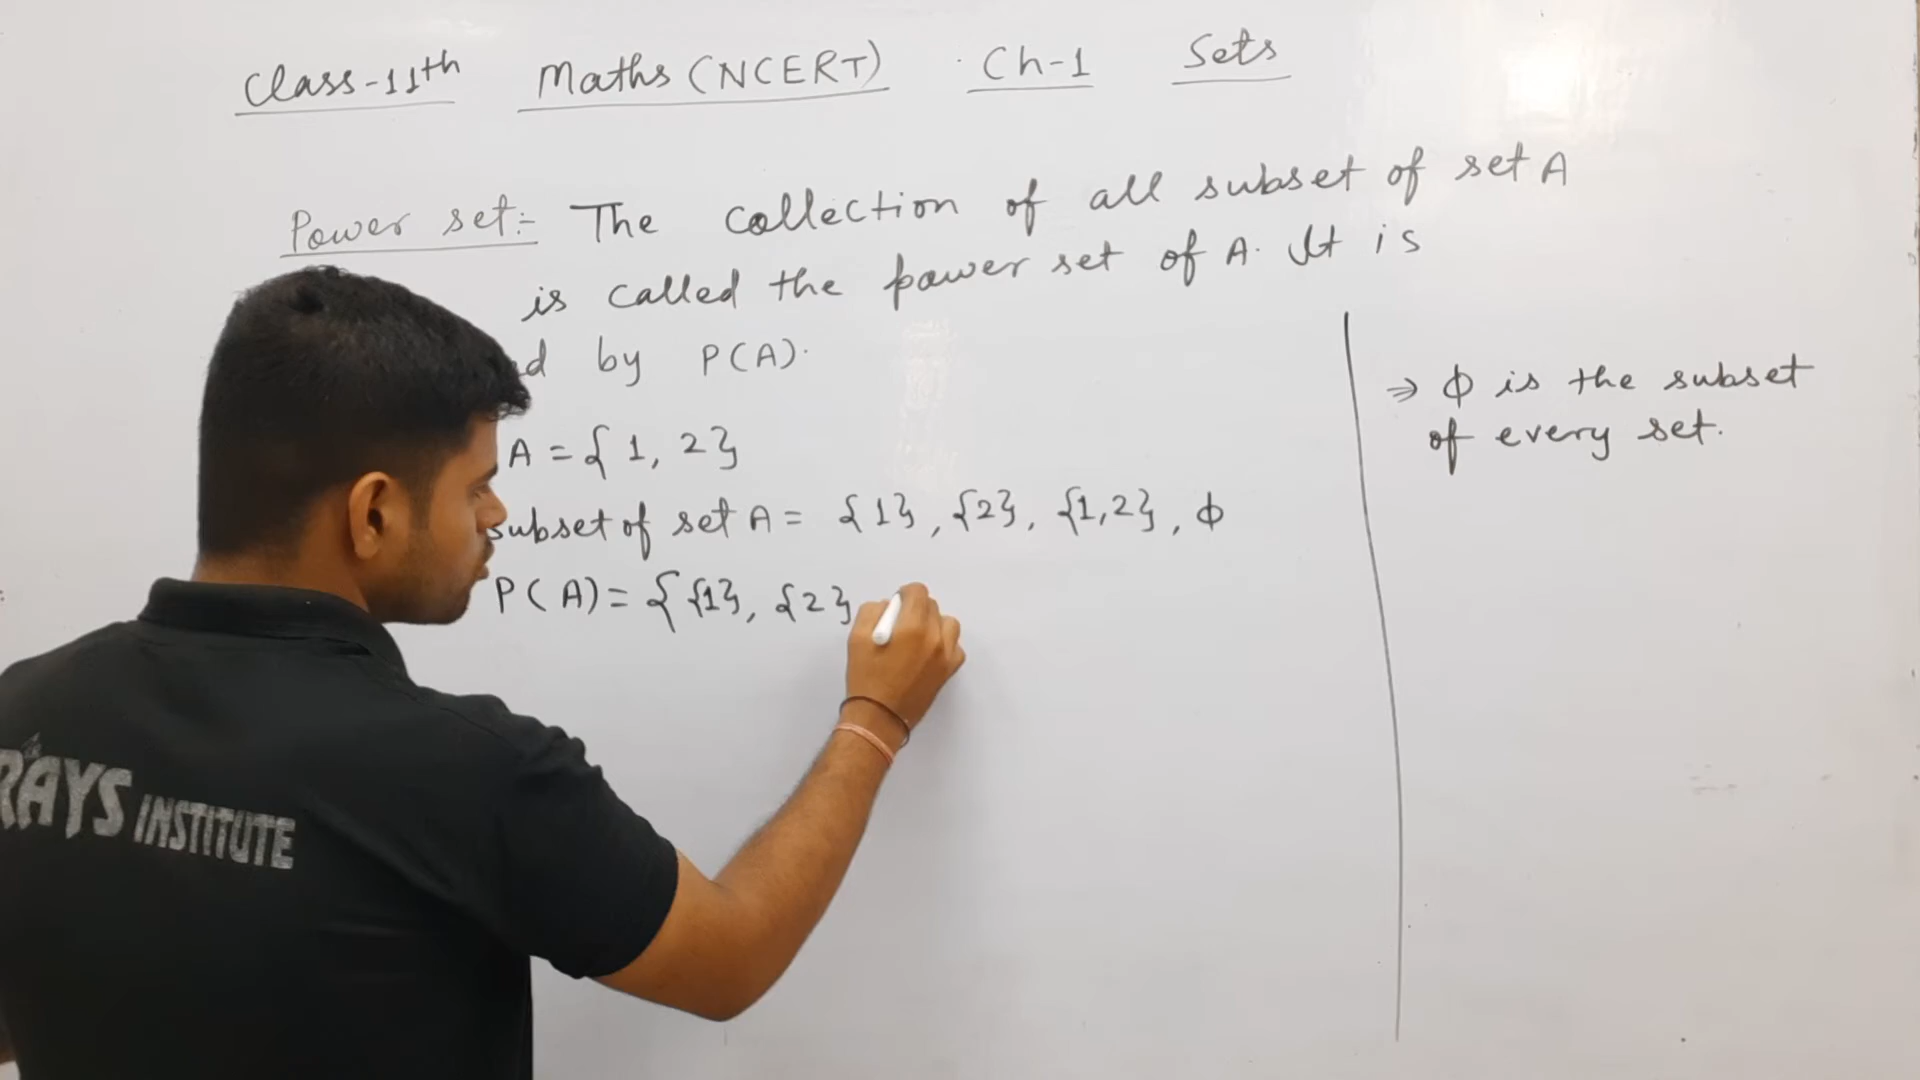 Class-11th Maths (NCERT) Ch-1 Sets
Power set:- The collection of all subset of set A
is called the power set of A. It is
by P(A).
A = { 1, 2}
subset of set A = {1}, {2}, {1,2}, ϕ
P(A) = { {1}, {2}
⇒ ϕ is the subset
of every set.
RAYS INSTITUTE